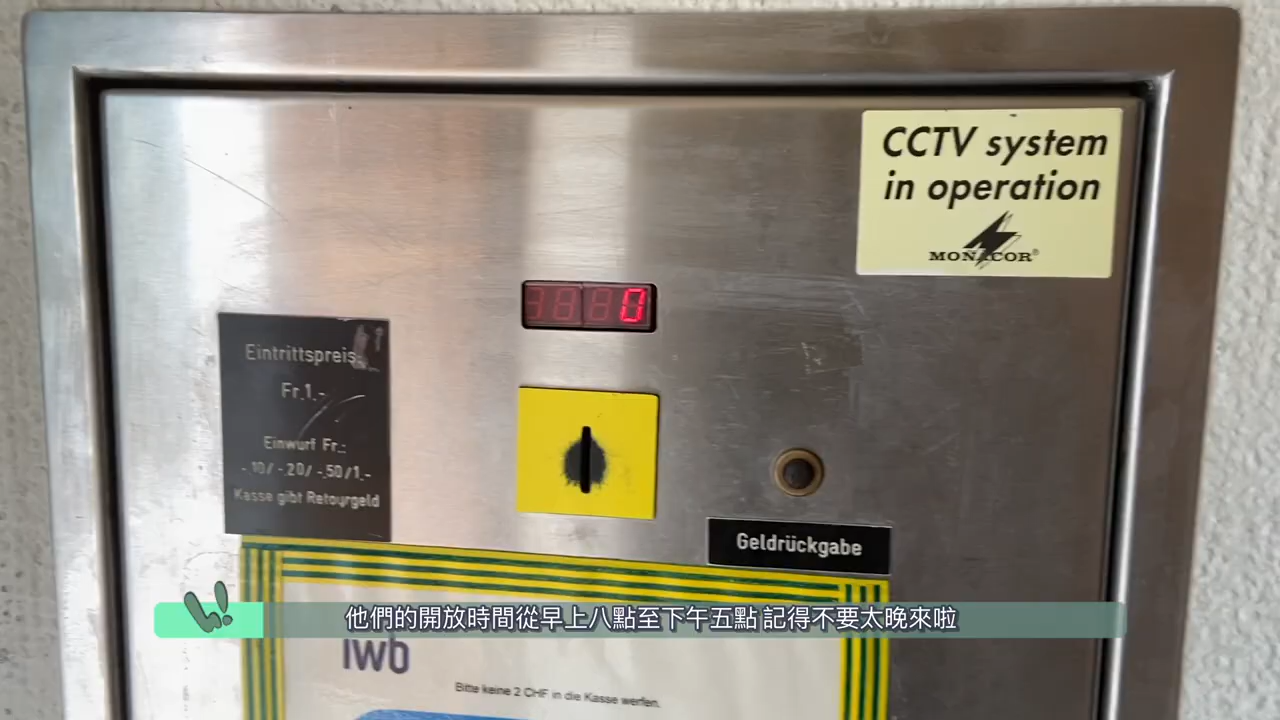 CCTV system
in operation
MONACOR®
0
Eintrittspreis
Fr.1.-
Einwurf Fr.:
-.10/-.20/-.50/1.-
Kasse gibt Retourgeld
Geldrückgabe
他們的開放時間從早上八點至下午五點 記得不要太晚來啦
iwb
Bitte keine 2 CHF in die Kasse werfen.